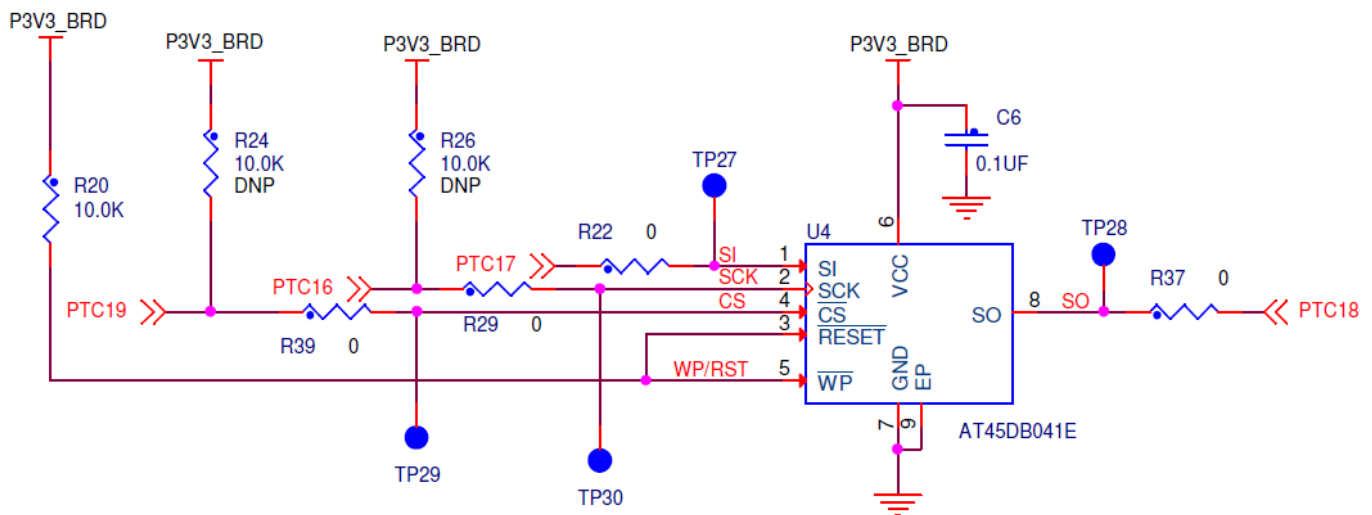 P3V3_BRD
P3V3_BRD
P3V3_BRD
P3V3_BRD
R20
10.0K
R24
10.0K
DNP
R26
10.0K
DNP
C6
0.1UF
TP27
TP28
R22 0
U4
6
PTC17
SI 1
SCK 2
CS 4
3
WP/RST 5
SI
SCK
CS
RESET
WP
VCC
GND
EP
SO
8 SO
R37 0
PTC18
PTC19
PTC16
R29 0
R39 0
7
9
AT45DB041E
TP29
TP30